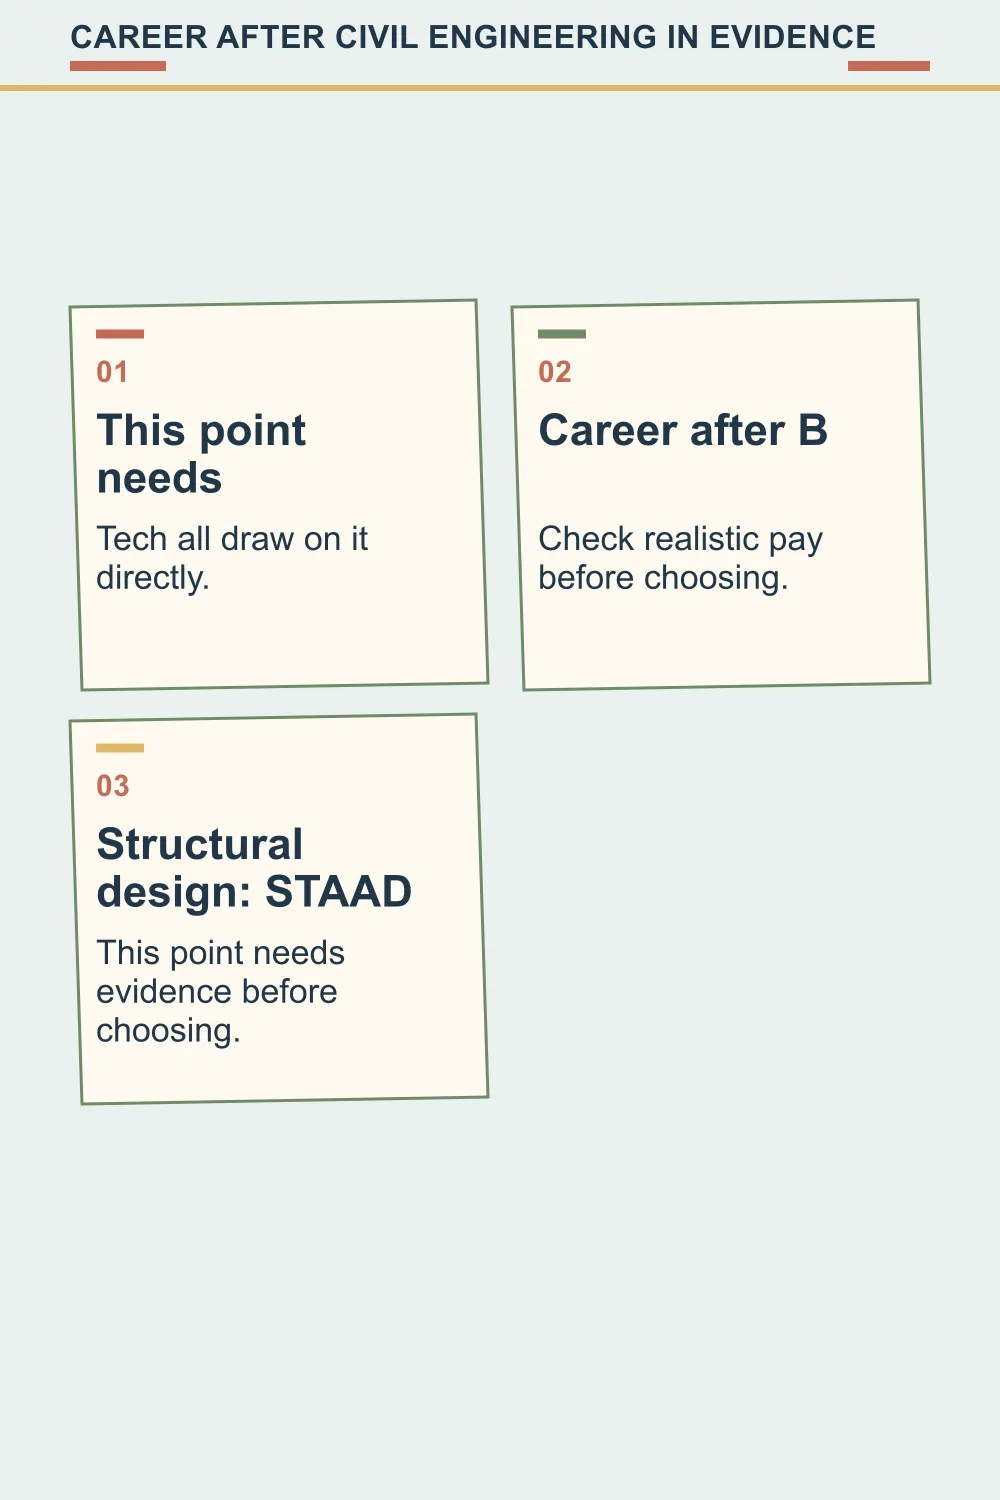 CAREER AFTER CIVIL ENGINEERING IN EVIDENCE
01
This point
needs
Tech all draw on it
directly.
02
Career after B
Check realistic pay
before choosing.
03
Structural
design: STAAD
This point needs
evidence before
choosing.